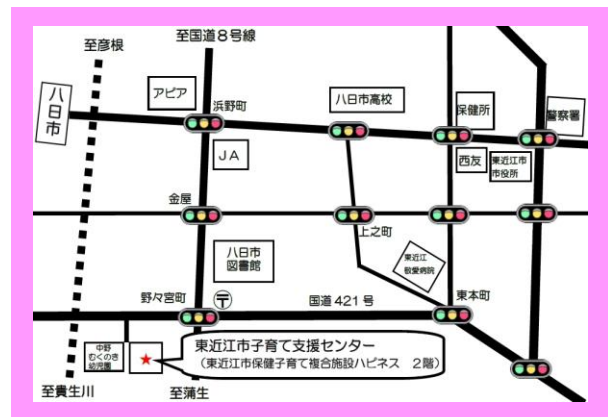 至彦根
至国道8号線
八日市
アピア
浜野町
八日市高校
保健所
警察署
JA
西友
東近江市
市役所
金屋
上之町
八日市
図書館
東近江
敬愛病院
野々宮町
〒
国道421号
東本町
中野
むくのき
幼児園
★
東近江市子育て支援センター
（東近江市保健子育て複合施設ハピネス　2階）
至貴生川
至蒲生